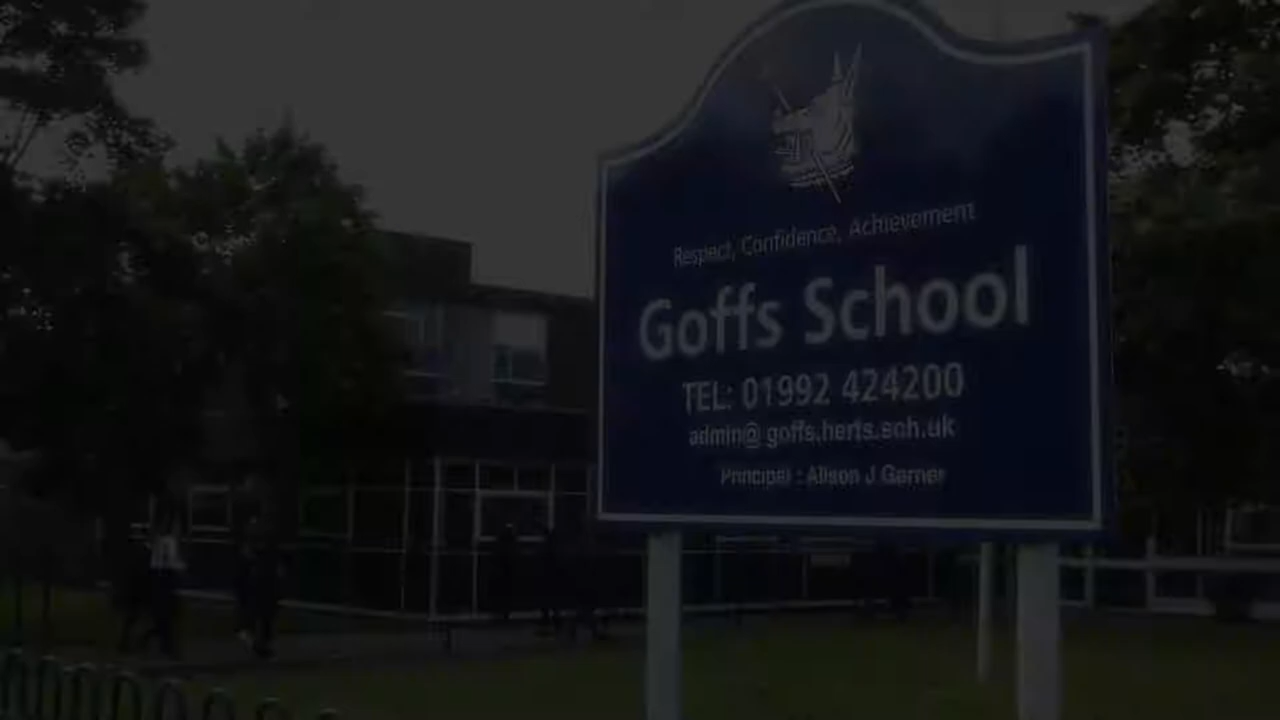 Respect, Confidence, Achievement
Goffs School
TEL: 01992 424200
admin@ goffs.herts.sch.uk
Principal : Alison J Garner